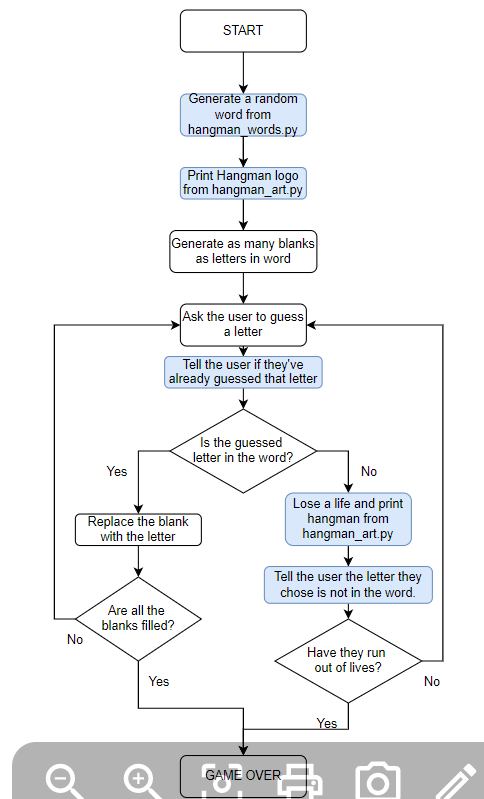 START
Generate a random
word from
hangman_words.py
Print Hangman logo
from hangman_art.py
Generate as many blanks
as letters in word
Ask the user to guess
a letter
Tell the user if they've
already guessed that letter
Is the guessed
letter in the word?
Yes
No
Replace the blank
with the letter
Lose a life and print
hangman from
hangman_art.py
Tell the user the letter they
chose is not in the word.
Are all the
blanks filled?
No
Yes
Have they run
out of lives?
No
Yes
GAME OVER